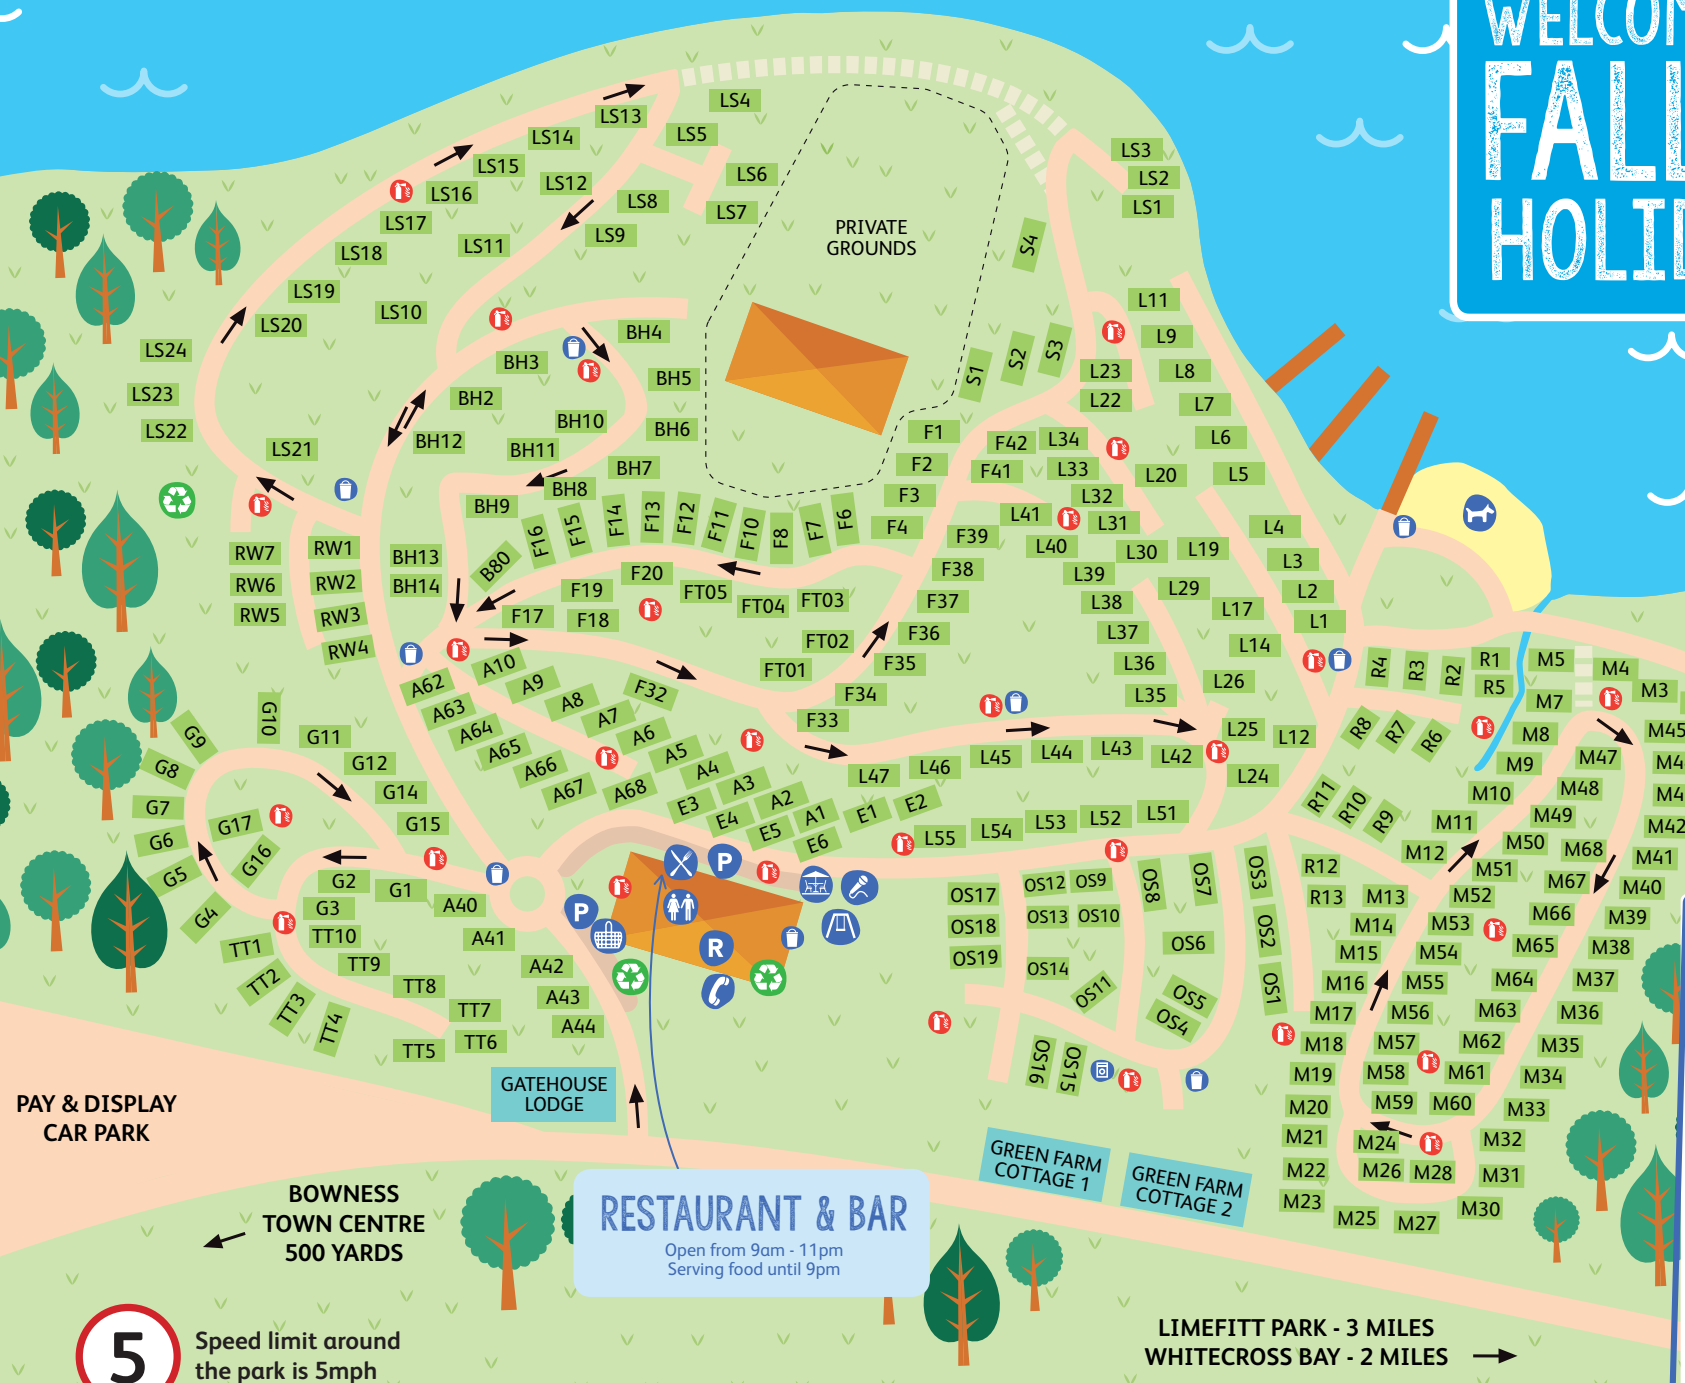 WELCOM
FALL
HOLID
LS4
LS13
LS5
LS14
LS15
LS12
LS6
LS16
LS8
LS7
LS17
LS9
LS11
LS18
LS19
LS10
LS20
LS24
LS23
LS22
LS21
LS3
LS2
LS1
PRIVATE
GROUNDS
S4
S3
S2
S1
BH4
BH3
BH5
BH2
BH10
BH6
BH12
BH11
BH7
BH8
BH9
BH13
BH14
L11
L9
L23
L8
L22
L7
L6
L34
L33
L20
L5
L32
L41
L31
L4
L40
L30
L19
L3
L39
L29
L2
L38
L17
L1
L37
L14
L36
L26
L35
L25
L12
L24
F1
F2
F3
F4
F42
F41
F39
F38
F37
F36
F35
F34
F33
F32
F16
F15
F14
F13
F12
F11
F10
F8
F7
F6
B80
F20
F19
F18
F17
FT05
FT04
FT03
FT02
FT01
RW7
RW6
RW5
RW1
RW2
RW3
RW4
A10
A9
A8
A7
A6
A5
A4
A3
A2
A1
A62
A63
A64
A65
A66
A67
A68
E3
E4
E5
E6
E1
E2
L47
L46
L45
L44
L43
L42
L55
L54
L53
L52
L51
G10
G9
G11
G8
G12
G7
G14
G6
G17
G15
G5
G16
G4
G2
G1
G3
A40
A41
A42
A43
A44
TT1
TT10
TT2
TT9
TT3
TT8
TT4
TT7
TT5
TT6
P
P
R
R4
R3
R2
R1
R5
R8
R7
R6
R11
R10
R9
R12
R13
M5
M4
M3
M7
M8
M45
M9
M47
M4
M10
M48
M4
M11
M49
M42
M12
M50
M68
M41
M51
M67
M40
M13
M52
M66
M39
M14
M53
M65
M38
M15
M54
M64
M37
M16
M55
M63
M36
M17
M56
M62
M35
M18
M57
M61
M34
M19
M58
M60
M33
M20
M59
M32
M21
M24
M31
M22
M26
M28
M30
M23
M25
M27
OS17
OS12
OS9
OS8
OS7
OS3
OS18
OS13
OS10
OS2
OS19
OS14
OS6
OS1
OS11
OS5
OS4
OS16
OS15
GATEHOUSE
LODGE
PAY & DISPLAY
CAR PARK
GREEN FARM
COTTAGE 1
GREEN FARM
COTTAGE 2
BOWNESS
TOWN CENTRE
500 YARDS
RESTAURANT & BAR
Open from 9am - 11pm
Serving food until 9pm
5
Speed limit around
the park is 5mph
LIMEFITT PARK - 3 MILES
WHITECROSS BAY - 2 MILES